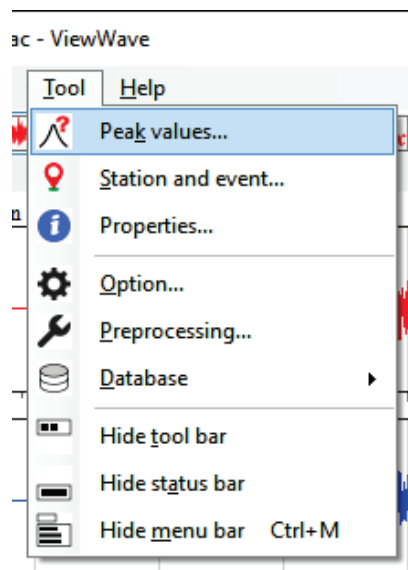 ac - ViewWave
Tool Help
Peak values...
Station and event...
Properties...
Option...
Preprocessing...
Database
Hide tool bar
Hide status bar
Hide menu bar Ctrl+M